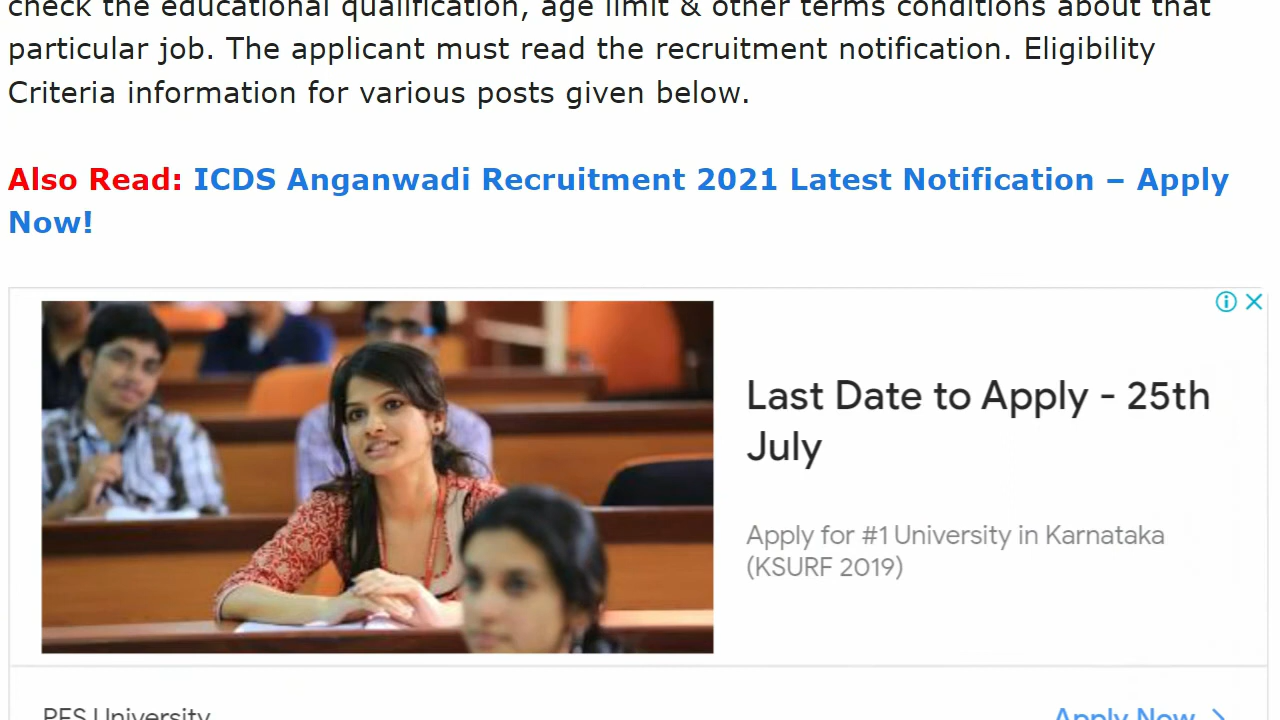 check the educational qualification, age limit & other terms conditions about that
particular job. The applicant must read the recruitment notification. Eligibility
Criteria information for various posts given below.
Also Read: ICDS Anganwadi Recruitment 2021 Latest Notification – Apply
Now!
Last Date to Apply - 25th
July
Apply for #1 University in Karnataka
(KSURF 2019)
PES University
Apply Now